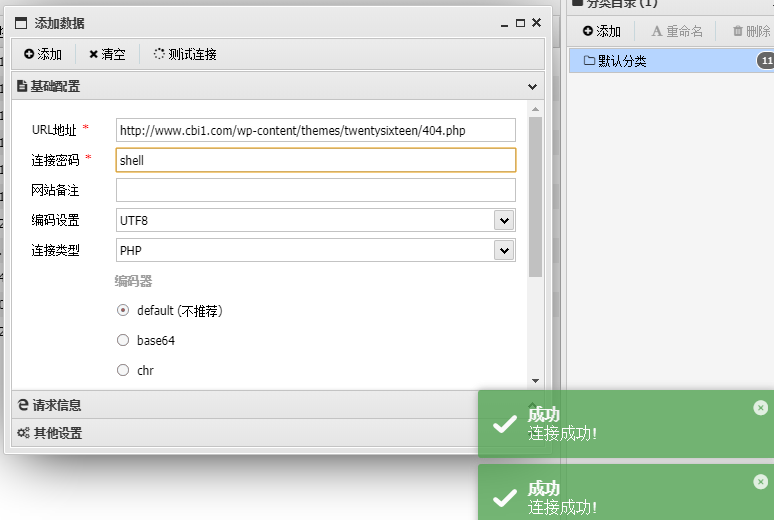 添加数据
添加 清空 测试连接
基础配置
URL地址 * http://www.cbi1.com/wp-content/themes/twentysixteen/404.php
连接密码 * shell
网站备注
编码设置 UTF8
连接类型 PHP
编码器
default (不推荐)
base64
chr
请求信息
其他设置
分类目录 (1)
添加 重命名 删除
默认分类 11
成功
连接成功!
成功
连接成功!